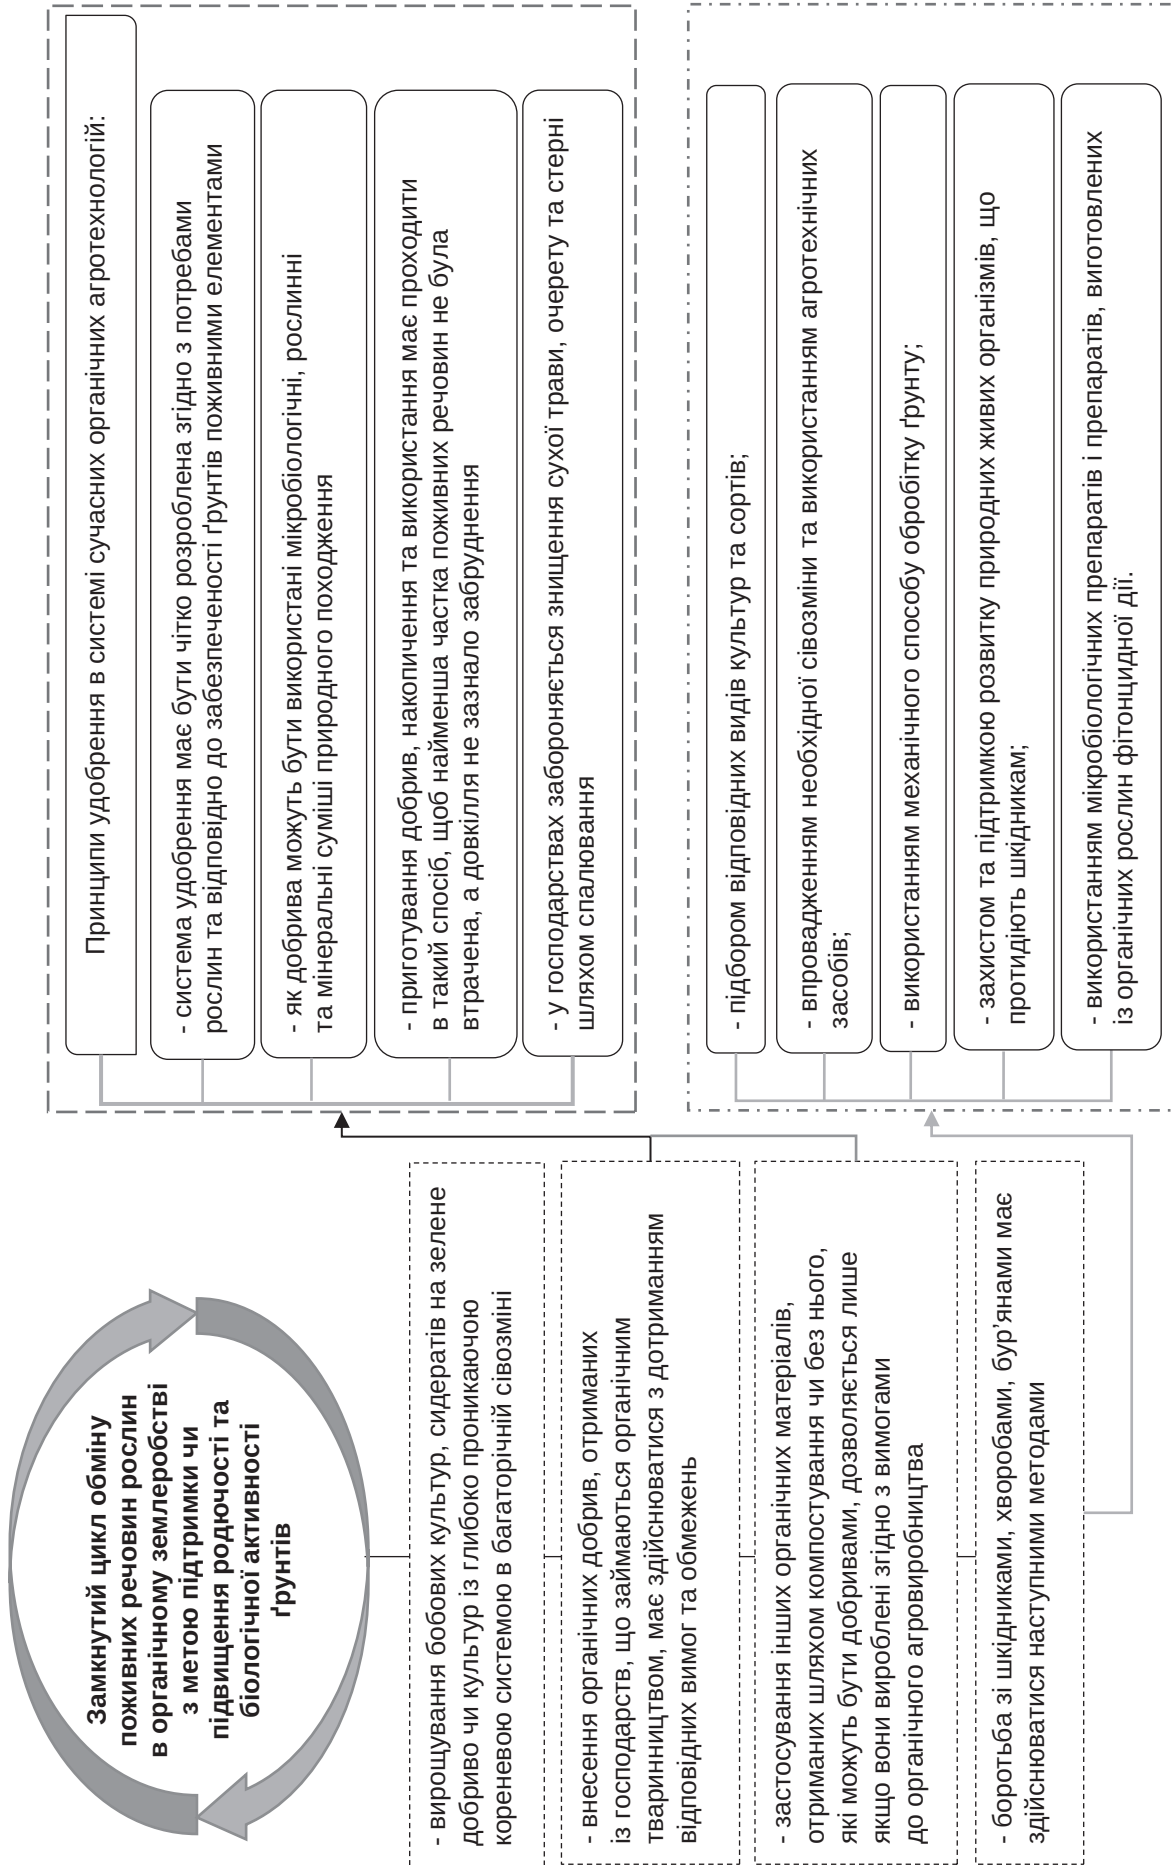 Замкнутий цикл обміну
поживних речовин рослин
в органічному землеробстві
з метою підтримки чи
підвищення родючості та
біологічної активності
ґрунтів
- вирощування бобових культур, сидератів на зелене
добриво чи культур із глибоко проникаючою
кореневою системою в багаторічній сівозміні
- внесення органічних добрив, отриманих
із господарств, що займаються органічним
тваринництвом, має здійснюватися з дотриманням
відповідних вимог та обмежень
- застосування інших органічних матеріалів,
отриманих шляхом компостування чи без нього,
які можуть бути добривами, дозволяється лише
якщо вони вироблені згідно з вимогами
до органічного агровиробництва
- боротьба зі шкідниками, хворобами, бур’янами має
здійснюватися наступними методами
Принципи удобрення в системі сучасних органічних агротехнологій:
- система удобрення має бути чітко розроблена згідно з потребами
рослин та відповідно до забезпеченості ґрунтів поживними елементами
- як добрива можуть бути використані мікробіологічні, рослинні
та мінеральні суміші природного походження
- приготування добрив, накопичення та використання має проходити
в такий спосіб, щоб найменша частка поживних речовин не була
втрачена, а довкілля не зазнало забруднення
- у господарствах забороняється знищення сухої трави, очерету та стерні
шляхом спалювання
- підбором відповідних видів культур та сортів;
- впровадженням необхідної сівозміни та використанням агротехнічних
засобів;
- використанням механічного способу обробітку ґрунту;
- захистом та підтримкою розвитку природних живих організмів, що
протидіють шкідникам;
- використанням мікробіологічних препаратів і препаратів, виготовлених
із органічних рослин фітонцидної дії.